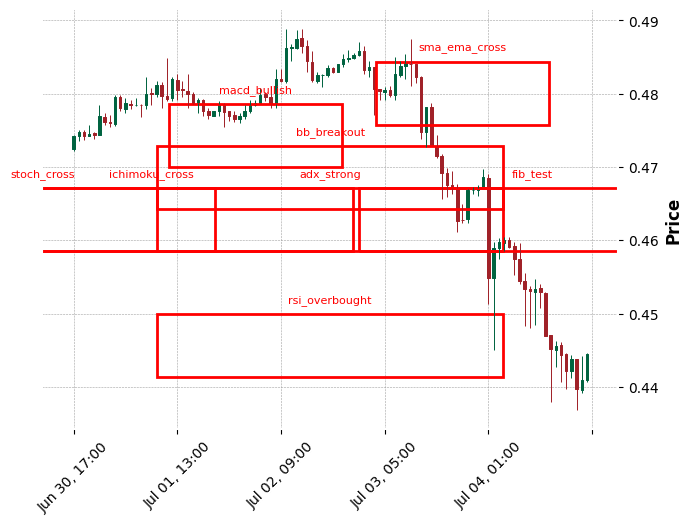 0.49
sma_ema_cross
0.48
macd_bullish
bb_breakout
0.47
stoch_cross
ichimoku_cross
adx_strong
fib_test
0.46
rsi_overbought
0.45
0.44
Price
Jun 30, 17:00
Jul 01, 13:00
Jul 02, 09:00
Jul 03, 05:00
Jul 04, 01:00